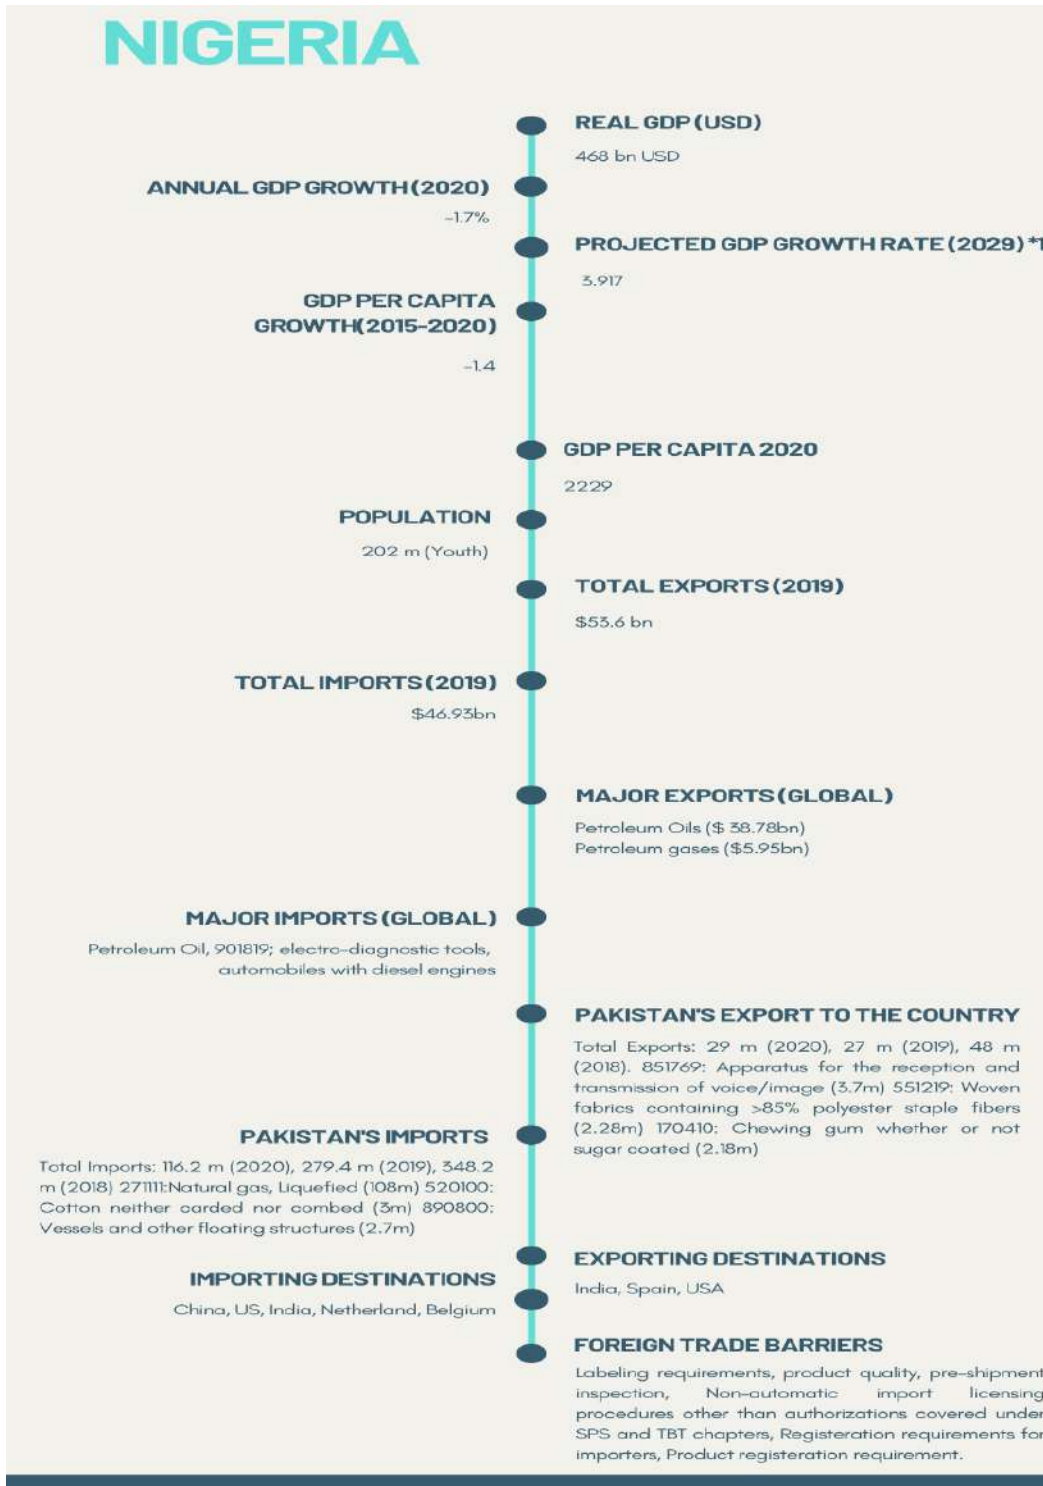 NIGERIA
REAL GDP (USD)
468 bn USD
ANNUAL GDP GROWTH (2020)
-1.7%
PROJECTED GDP GROWTH RATE (2029) *1
3.917
GDP PER CAPITA
GROWTH(2015-2020)
-1.4
GDP PER CAPITA 2020
2229
POPULATION
202 m (Youth)
TOTAL EXPORTS (2019)
$53.6 bn
TOTAL IMPORTS (2019)
$46.93bn
MAJOR EXPORTS (GLOBAL)
Petroleum Oils ($ 38.78bn)
Petroleum gases ($5.95bn)
MAJOR IMPORTS (GLOBAL)
Petroleum Oil, 901819; electro-diagnostic tools,
automobiles with diesel engines
PAKISTAN'S EXPORT TO THE COUNTRY
Total Exports: 29 m (2020), 27 m (2019), 48 m
(2018). 851769: Apparatus for the reception and
transmission of voice/image (3.7m) 551219: Woven
fabrics containing >85% polyester staple fibers
(2.28m) 170410: Chewing gum whether or not
sugar coated (2.18m)
PAKISTAN'S IMPORTS
Total Imports: 116.2 m (2020), 279.4 m (2019), 348.2
m (2018) 271111:Natural gas, Liquefied (108m) 520100:
Cotton neither carded nor combed (3m) 890800:
Vessels and other floating structures (2.7m)
EXPORTING DESTINATIONS
India, Spain, USA
IMPORTING DESTINATIONS
China, US, India, Netherland, Belgium
FOREIGN TRADE BARRIERS
Labeling requirements, product quality, pre-shipment
inspection, Non-automatic import licensing
procedures other than authorizations covered under
SPS and TBT chapters, Registeration requirements for
importers, Product registeration requirement.